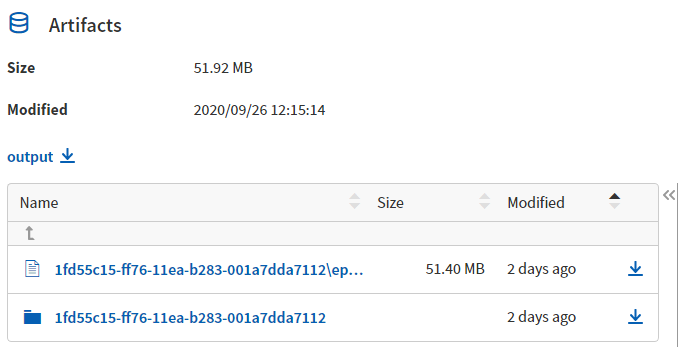 Artifacts
Size 51.92 MB
Modified 2020/09/26 12:15:14
output
Name Size Modified
1fd55c15-ff76-11ea-b283-001a7dda7112\ep... 51.40 MB 2 days ago
1fd55c15-ff76-11ea-b283-001a7dda7112 2 days ago